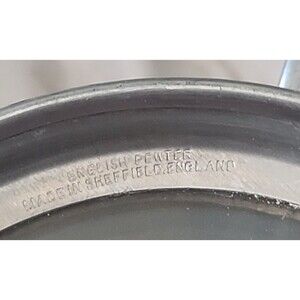 ENGLISH PEWTER
MADE IN SHEFFIELD, ENGLAND